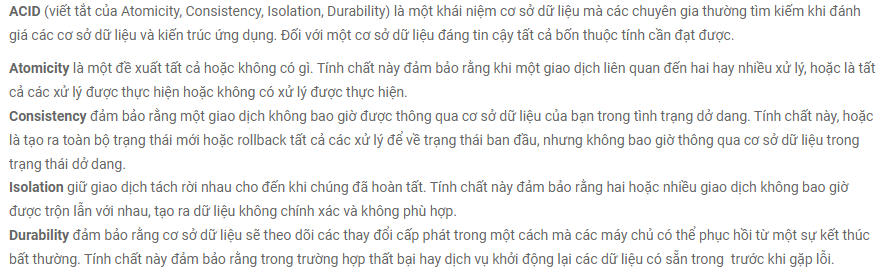 ACID (viết tắt của Atomicity, Consistency, Isolation, Durability) là một khái niệm cơ sở dữ liệu mà các chuyên gia thường tìm kiếm khi đánh
giá các cơ sở dữ liệu và kiến trúc ứng dụng. Đối với một cơ sở dữ liệu đáng tin cậy tất cả bốn thuộc tính cần đạt được.
Atomicity là một đề xuất tất cả hoặc không có gì. Tính chất này đảm bảo rằng khi một giao dịch liên quan đến hai hay nhiều xử lý, hoặc là tất
cả các xử lý được thực hiện hoặc không có xử lý được thực hiện.
Consistency đảm bảo rằng một giao dịch không bao giờ được thông qua cơ sở dữ liệu của bạn trong tình trạng dở dang. Tính chất này, hoặc
là tạo ra toàn bộ trạng thái mới hoặc rollback tất cả các xử lý để về trạng thái ban đầu, nhưng không bao giờ thông qua cơ sở dữ liệu trong
trạng thái dở dang.
Isolation giữ giao dịch tách rời nhau cho đến khi chúng đã hoàn tất. Tính chất này đảm bảo rằng hai hoặc nhiều giao dịch không bao giờ
được trộn lẫn với nhau, tạo ra dữ liệu không chính xác và không phù hợp.
Durability đảm bảo rằng cơ sở dữ liệu sẽ theo dõi các thay đổi cấp phát trong một cách mà các máy chủ có thể phục hồi từ một sự kết thúc
bất thường. Tính chất này đảm bảo rằng trong trường hợp thất bại hay dịch vụ khởi động lại các dữ liệu có sẵn trong trước khi gặp lỗi.